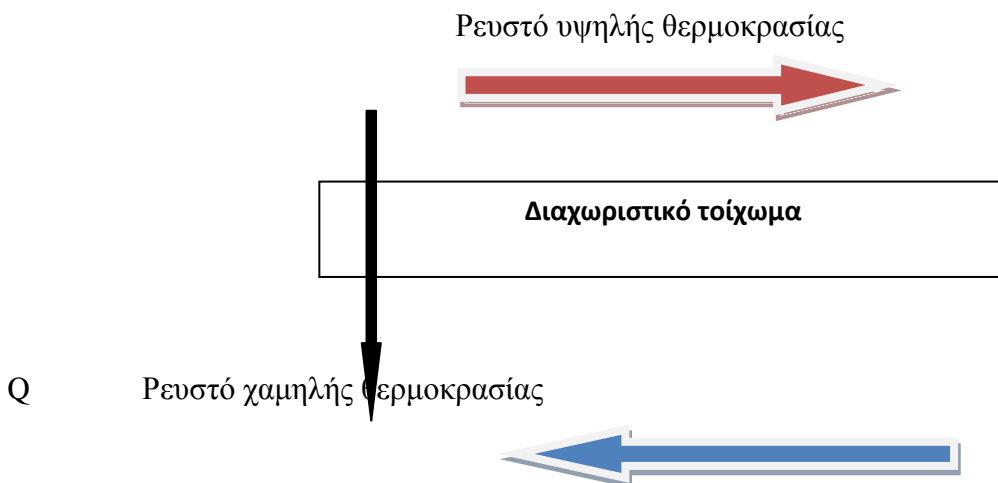 Ρευστό υψηλής θερμοκρασίας
Διαχωριστικό τοίχωμα
Q Ρευστό χαμηλής θερμοκρασίας